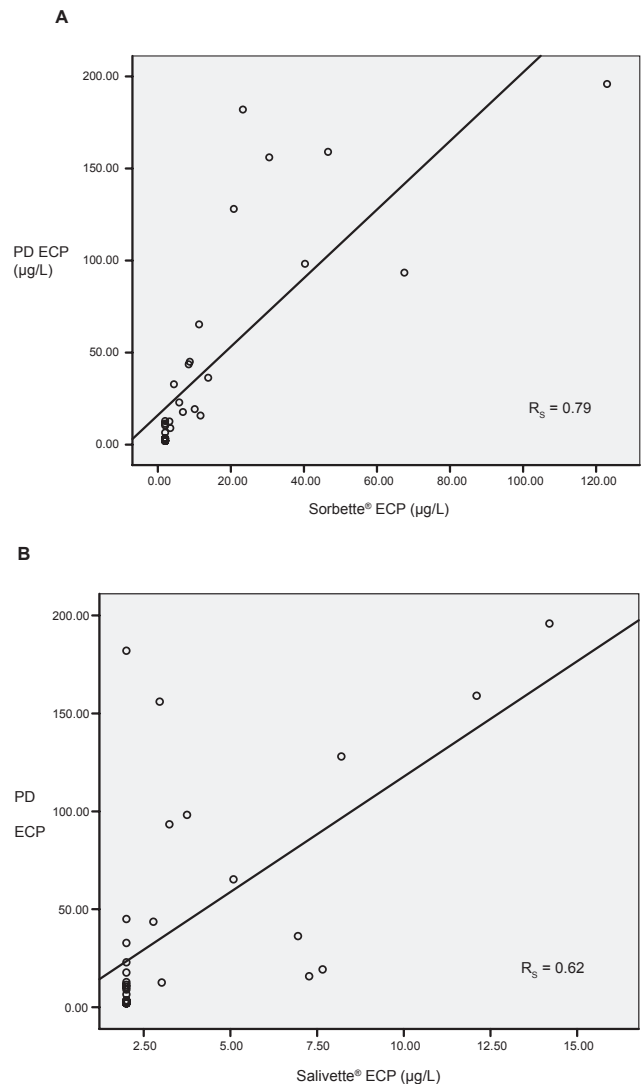 A
200.00
150.00
PD ECP
(µg/L)
100.00
50.00
0.00
R_S = 0.79
0.00 20.00 40.00 60.00 80.00 100.00 120.00
Sorbette® ECP (µg/L)
B
200.00
150.00
PD
100.00
ECP
50.00
0.00
R_S = 0.62
2.50 5.00 7.50 10.00 12.50 15.00
Salivette® ECP (µg/L)